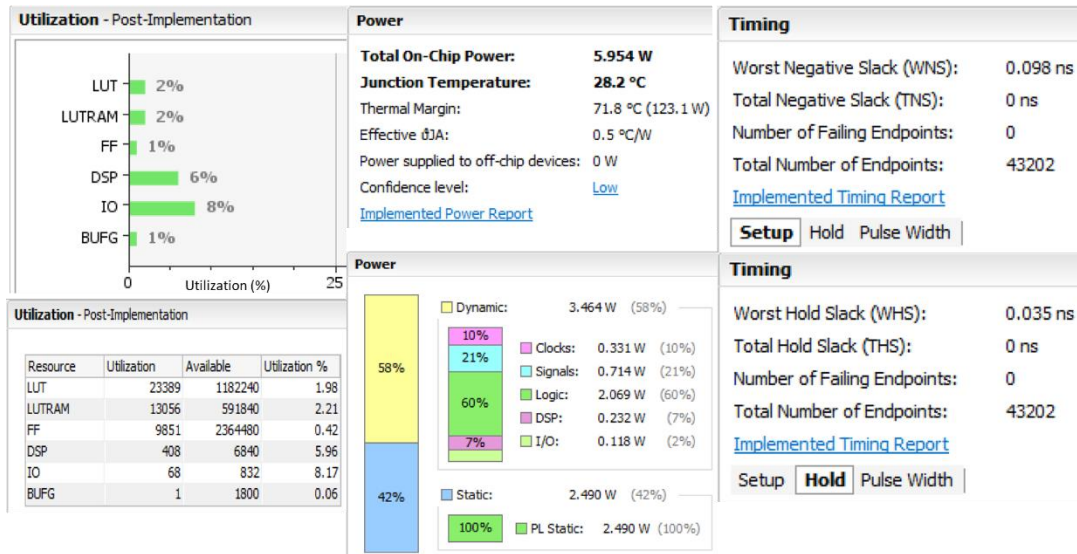 Utilization - Post-Implementation
LUT 2%
LUTRAM 2%
FF 1%
DSP 6%
IO 8%
BUFG 1%
0 25
Utilization (%)
Utilization - Post-Implementation
Resource Utilization Available Utilization %
LUT 23389 1182240 1.98
LUTRAM 13056 591840 2.21
FF 9851 2364480 0.42
DSP 408 6840 5.96
IO 68 832 8.17
BUFG 1 1800 0.06
Power
Total On-Chip Power: 5.954 W
Junction Temperature: 28.2 °C
Thermal Margin: 71.8 °C (123.1 W)
Effective ϑJA: 0.5 °C/W
Power supplied to off-chip devices: 0 W
Confidence level: Low
Implemented Power Report
Power
58%
42%
Dynamic: 3.464 W (58%)
10%
21%
60%
7%
Clocks: 0.331 W (10%)
Signals: 0.714 W (21%)
Logic: 2.069 W (60%)
DSP: 0.232 W (7%)
I/O: 0.118 W (2%)
Static: 2.490 W (42%)
100% PL Static: 2.490 W (100%)
Timing
Worst Negative Slack (WNS): 0.098 ns
Total Negative Slack (TNS): 0 ns
Number of Failing Endpoints: 0
Total Number of Endpoints: 43202
Implemented Timing Report
Setup Hold Pulse Width
Timing
Worst Hold Slack (WHS): 0.035 ns
Total Hold Slack (THS): 0 ns
Number of Failing Endpoints: 0
Total Number of Endpoints: 43202
Implemented Timing Report
Setup Hold Pulse Width